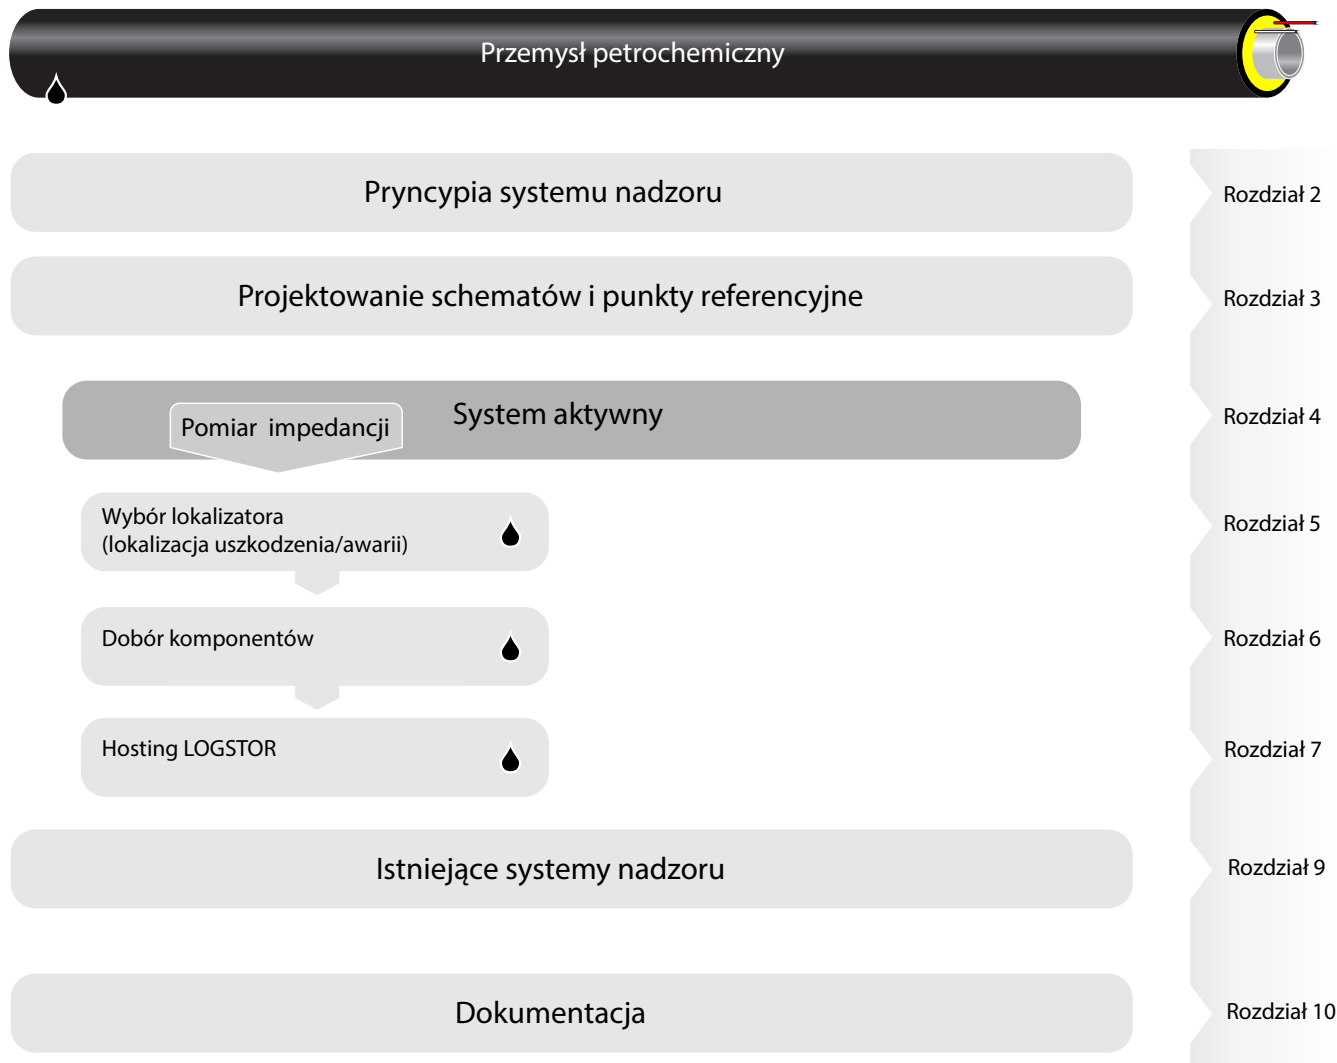 Przemysł petrochemiczny
Pryncypia systemu nadzoru
Rozdział 2
Projektowanie schematów i punkty referencyjne
Rozdział 3
System aktywny
Pomiar impedancji
Rozdział 4
Wybór lokalizatora
(lokalizacja uszkodzenia/awarii)
Rozdział 5
Dobór komponentów
Rozdział 6
Hosting LOGSTOR
Rozdział 7
Istniejące systemy nadzoru
Rozdział 9
Dokumentacja
Rozdział 10